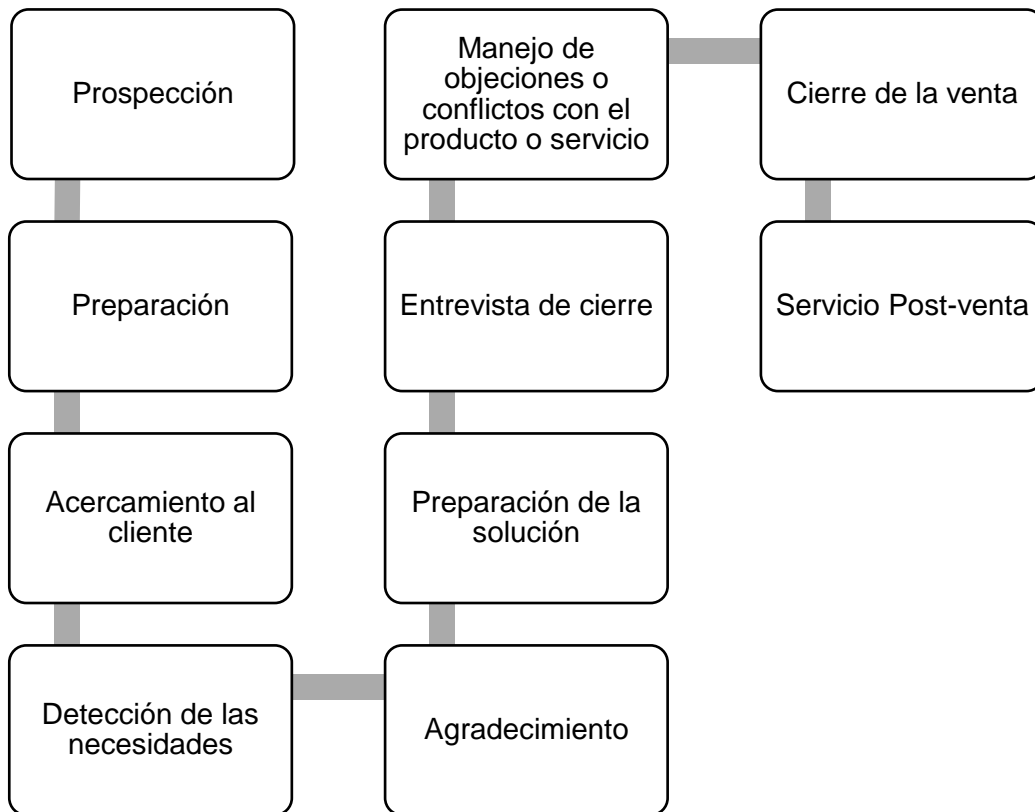 Prospección
Preparación
Acercamiento al
cliente
Detección de las
necesidades
Agradecimiento
Preparación de la
solución
Entrevista de cierre
Manejo de
objeciones o
conflictos con el
producto o servicio
Cierre de la venta
Servicio Post-venta